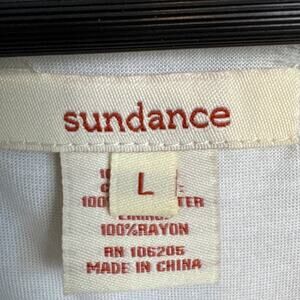 sundance
L
100%RAYON
RN 106205
MADE IN CHINA